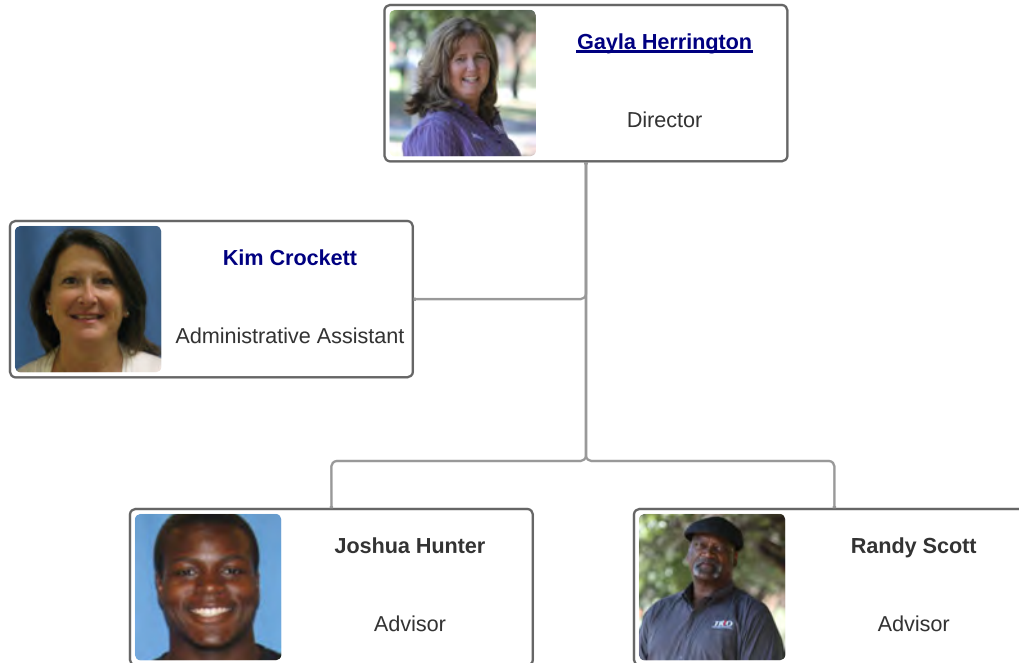 Gayla Herrington
Director
Kim Crockett
Administrative Assistant
Joshua Hunter
Advisor
Randy Scott
Advisor